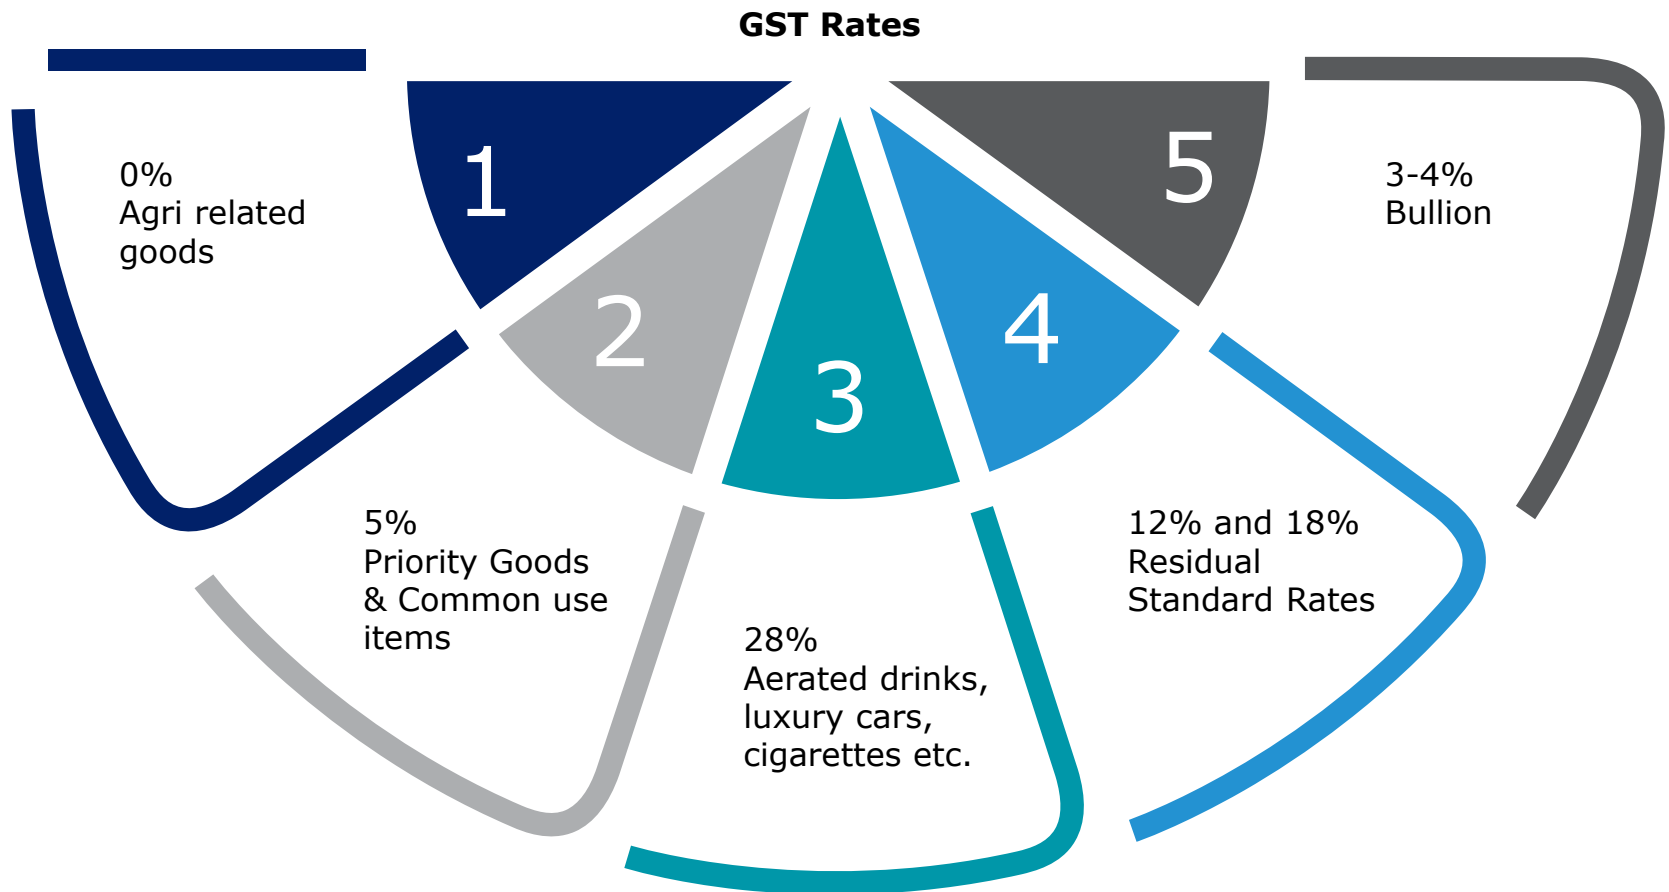 GST Rates
1
0%
Agri related
goods
2
5%
Priority Goods
& Common use
items
3
28%
Aerated drinks,
luxury cars,
cigarettes etc.
4
12% and 18%
Residual
Standard Rates
5
3-4%
Bullion